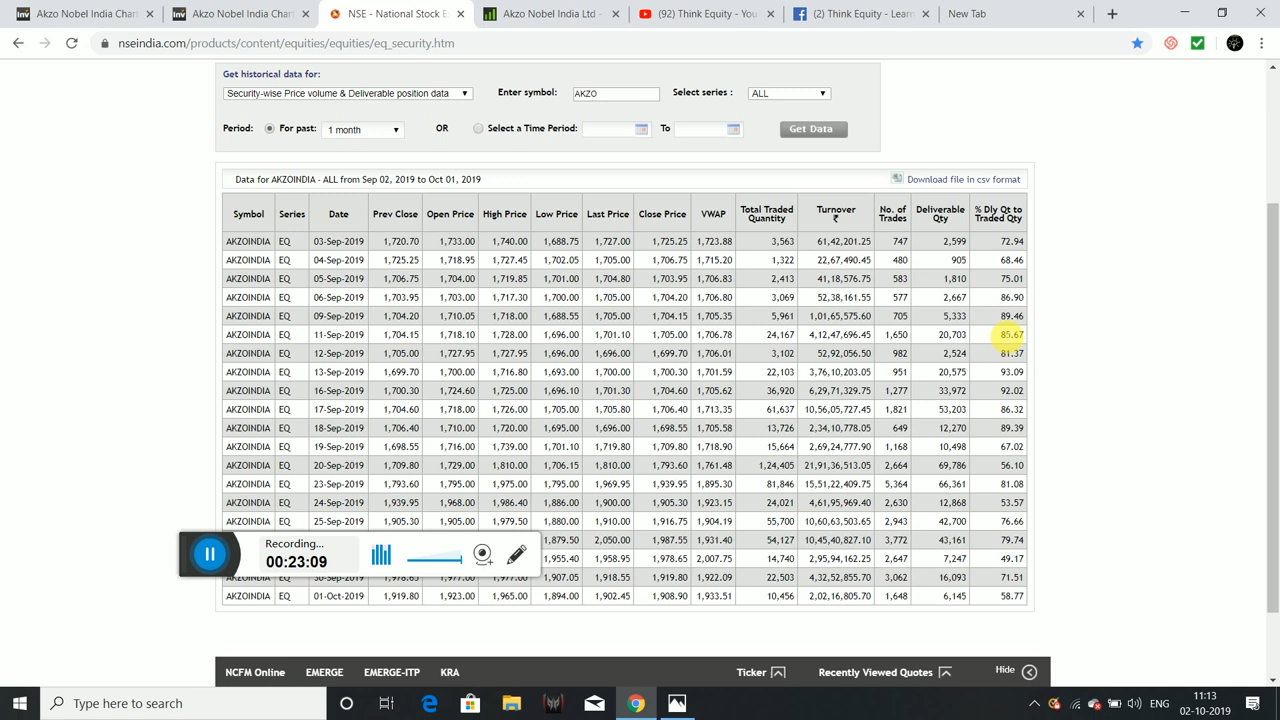 Akzo Nobel India Char
Akzo Nobel India Char
NSE - National Stock E
Akzo Nobel India Ltd -
(92) Think Equity - You
(2) Think Equity - Learn
New Tab
nseindia.com/products/content/equities/equities/eq_security.htm
Get historical data for:
Security-wise Price volume & Deliverable position data Enter symbol: AKZO Select series : ALL
Period: For past: 1 month OR Select a Time Period: To Get Data
Data for AKZOINDIA - ALL from Sep 02, 2019 to Oct 01, 2019 Download file in csv format
Symbol Series Date Prev Close Open Price High Price Low Price Last Price Close Price VWAP Total Traded Quantity Turnover ₹ No. of Trades Deliverable Qty % Dly Qt to Traded Qty
AKZOINDIA EQ 03-Sep-2019 1,720.70 1,733.00 1,740.00 1,688.75 1,727.00 1,725.25 1,723.88 3,563 61,42,201.25 747 2,599 72.94
AKZOINDIA EQ 04-Sep-2019 1,725.25 1,718.95 1,727.45 1,702.05 1,705.00 1,706.75 1,715.20 1,322 22,67,490.45 480 905 68.46
AKZOINDIA EQ 05-Sep-2019 1,706.75 1,704.00 1,719.85 1,701.00 1,704.80 1,703.95 1,706.83 2,413 41,18,576.75 583 1,810 75.01
AKZOINDIA EQ 06-Sep-2019 1,703.95 1,703.00 1,717.30 1,700.00 1,705.00 1,704.20 1,706.80 3,069 52,38,161.55 577 2,667 86.90
AKZOINDIA EQ 09-Sep-2019 1,704.20 1,710.05 1,718.00 1,688.55 1,705.00 1,704.15 1,705.35 5,961 1,01,65,575.60 705 5,333 89.46
AKZOINDIA EQ 11-Sep-2019 1,704.15 1,718.10 1,728.00 1,696.00 1,701.10 1,705.00 1,706.78 24,167 4,12,47,696.45 1,650 20,703 85.67
AKZOINDIA EQ 12-Sep-2019 1,705.00 1,727.95 1,727.95 1,696.00 1,696.00 1,699.70 1,706.01 3,102 52,92,056.50 982 2,524 81.37
AKZOINDIA EQ 13-Sep-2019 1,699.70 1,700.00 1,716.80 1,693.00 1,700.00 1,700.30 1,701.59 22,103 3,76,10,203.05 951 20,575 93.09
AKZOINDIA EQ 16-Sep-2019 1,700.30 1,724.60 1,725.00 1,696.10 1,701.30 1,704.60 1,705.62 36,920 6,29,71,329.75 1,277 33,972 92.02
AKZOINDIA EQ 17-Sep-2019 1,704.60 1,718.00 1,726.00 1,705.00 1,705.80 1,706.40 1,713.35 61,637 10,56,05,727.45 1,821 53,203 86.32
AKZOINDIA EQ 18-Sep-2019 1,706.40 1,710.00 1,720.00 1,695.00 1,696.00 1,698.55 1,705.58 13,726 2,34,10,778.05 649 12,270 89.39
AKZOINDIA EQ 19-Sep-2019 1,698.55 1,716.00 1,739.00 1,701.10 1,719.80 1,709.80 1,718.90 15,664 2,69,24,777.90 1,168 10,498 67.02
AKZOINDIA EQ 20-Sep-2019 1,709.80 1,729.00 1,810.00 1,706.15 1,810.00 1,793.60 1,761.48 1,24,405 21,91,36,513.05 2,664 69,786 56.10
AKZOINDIA EQ 23-Sep-2019 1,793.60 1,795.00 1,975.00 1,795.00 1,969.95 1,939.95 1,895.30 81,846 15,51,22,409.75 5,364 66,361 81.08
AKZOINDIA EQ 24-Sep-2019 1,939.95 1,968.00 1,986.40 1,886.00 1,900.00 1,905.30 1,923.15 24,021 4,61,95,969.40 2,630 12,868 53.57
AKZOINDIA EQ 25-Sep-2019 1,905.30 1,905.00 1,979.50 1,880.00 1,910.00 1,916.75 1,904.19 55,700 10,60,63,503.65 2,943 42,700 76.66
1,879.50 2,050.00 1,987.55 1,931.40 54,127 10,45,40,827.10 3,772 43,161 79.74
1,955.40 1,958.95 1,978.65 2,007.75 14,740 2,95,94,162.25 2,647 7,247 49.17
AKZOINDIA EQ 30-Sep-2019 1,978.65 1,977.00 1,977.00 1,907.05 1,918.55 1,919.80 1,922.09 22,503 4,32,52,855.70 3,062 16,093 71.51
AKZOINDIA EQ 01-Oct-2019 1,919.80 1,923.00 1,965.00 1,894.00 1,902.45 1,908.90 1,933.51 10,456 2,02,16,805.70 1,648 6,145 58.77
Recording...
00:23:09
NCFM Online EMERGE EMERGE-ITP KRA Ticker Recently Viewed Quotes Hide
Type here to search
ENG
11:13
02-10-2019